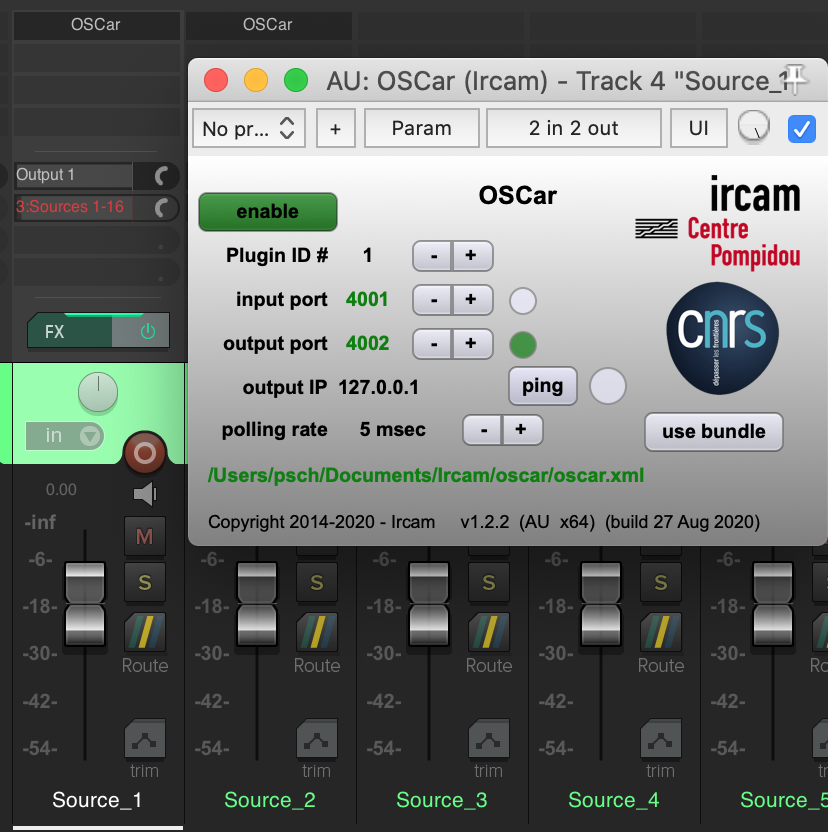 OSCar
OSCar
AU: OSCar (Ircam) - Track 4 "Source_1
No pr...
+
Param
2 in 2 out
UI
Output 1
3:Sources 1-16
enable
OSCar
ircam
Centre
Pompidou
Plugin ID # 1 - +
input port 4001 - +
output port 4002 - +
output IP 127.0.0.1 ping
polling rate 5 msec - +
use bundle
cnrs
dépasser les frontières
/Users/psch/Documents/Ircam/oscar/oscar.xml
Copyright 2014-2020 - Ircam v1.2.2 (AU x64) (build 27 Aug 2020)
FX
in
0.00
-inf
M
-6- S -6- S -6- S -6- S -6-
-18- -18- -18- -18- -18-
Route Route Route Route Ro
-30- -30- -30- -30- -30-
-42- -42- -42- -42- -42-
-54- -54- -54- -54- -54-
trim trim trim trim t
Source_1 Source_2 Source_3 Source_4 Source_5